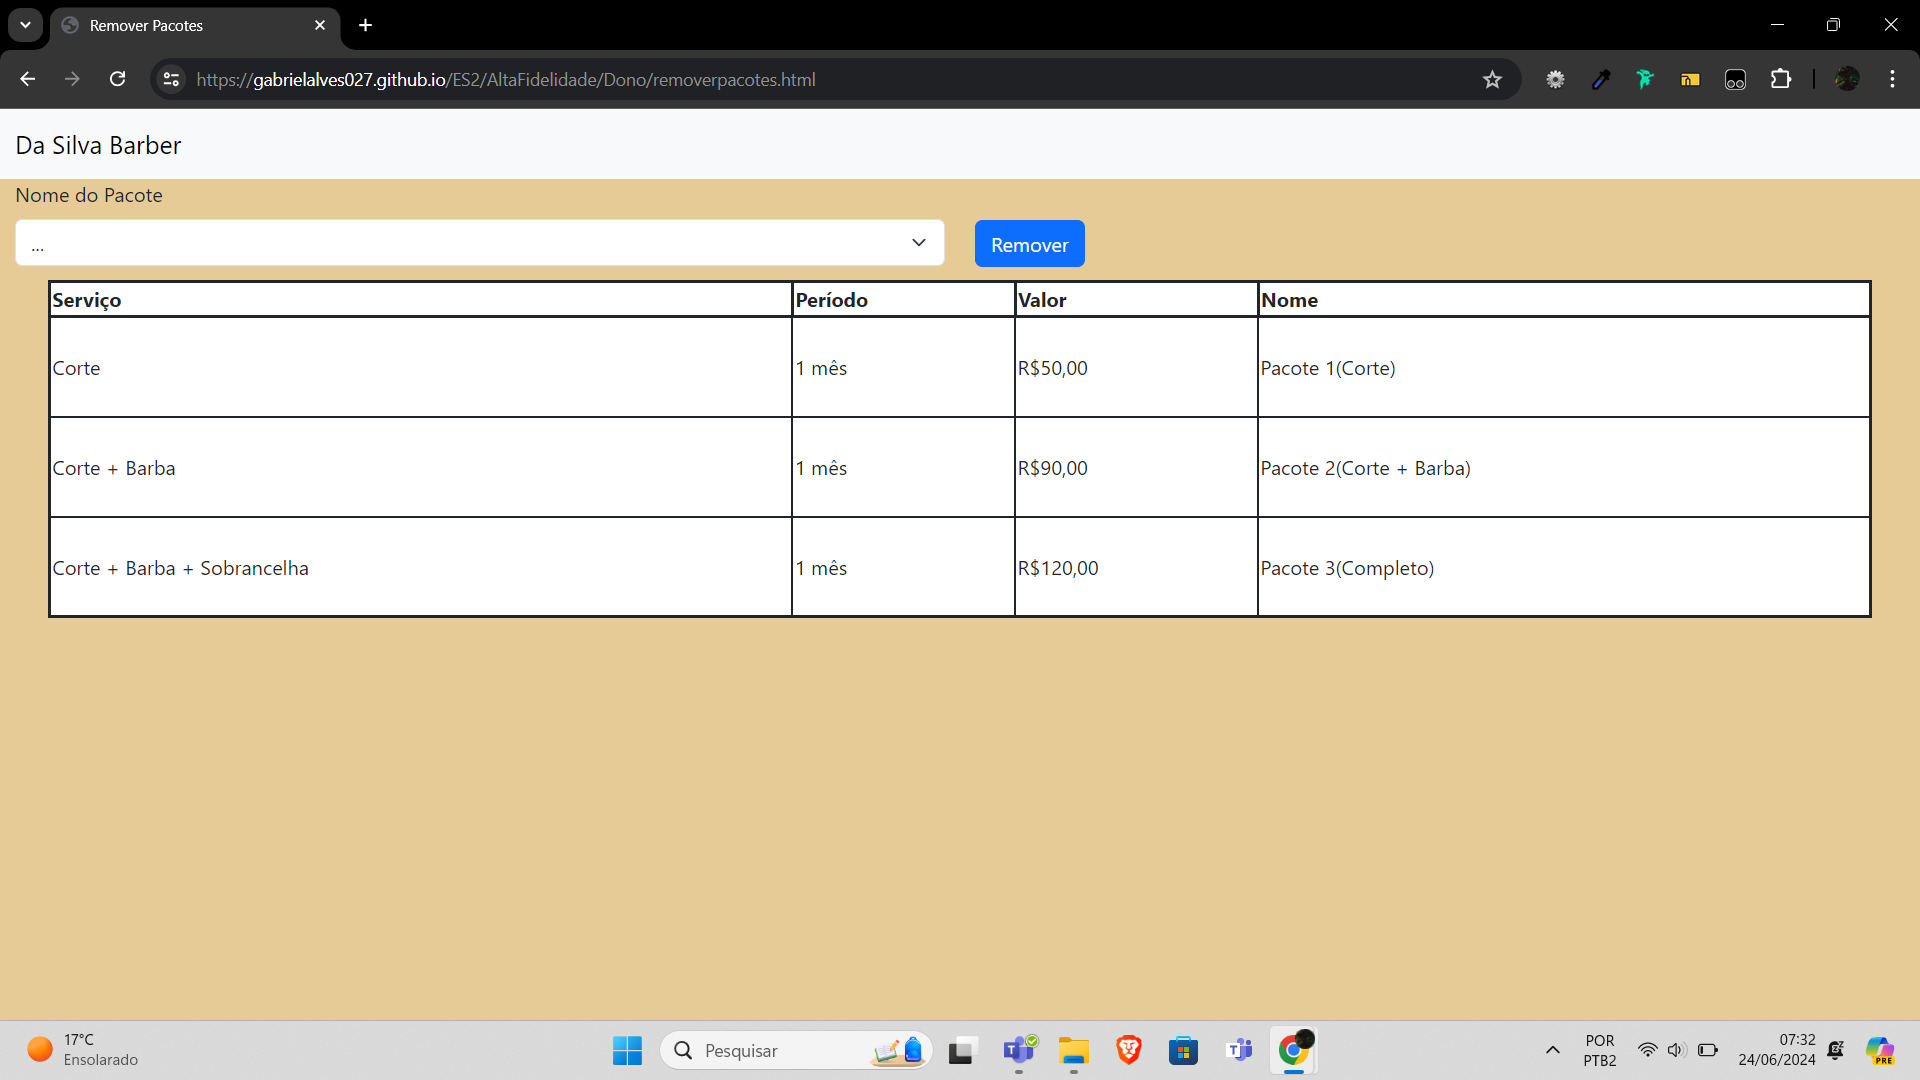 Remover Pacotes
https://gabrielalves027.github.io/ES2/AltaFidelidade/Dono/removerpacotes.html
Da Silva Barber
Nome do Pacote
...
Remover
Serviço Período Valor Nome
Corte 1 mês R$50,00 Pacote 1(Corte)
Corte + Barba 1 mês R$90,00 Pacote 2(Corte + Barba)
Corte + Barba + Sobrancelha 1 mês R$120,00 Pacote 3(Completo)
17°C
Ensolarado
Pesquisar
POR
PTB2
07:32
24/06/2024
PRE